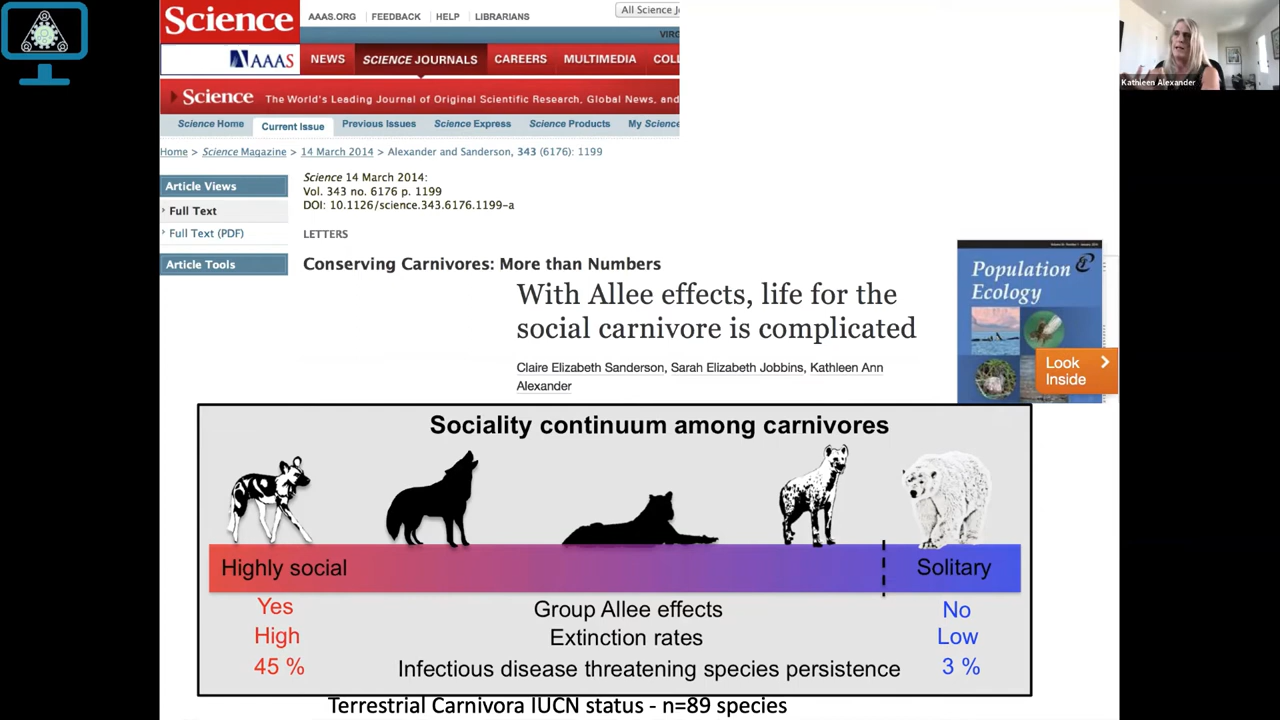 Science
AAAS.ORG FEEDBACK HELP LIBRARIANS
All Science J
VIRG
AAAS
NEWS SCIENCE JOURNALS CAREERS MULTIMEDIA COLL
Science The World's Leading Journal of Original Scientific Research, Global News, and
Science Home Current Issue Previous Issues Science Express Science Products My Science
Home > Science Magazine > 14 March 2014 > Alexander and Sanderson, 343 (6176): 1199
Article Views
Full Text
Full Text (PDF)
Article Tools
Science 14 March 2014:
Vol. 343 no. 6176 p. 1199
DOI: 10.1126/science.343.6176.1199-a
LETTERS
Conserving Carnivores: More than Numbers
With Allee effects, life for the
social carnivore is complicated
Claire Elizabeth Sanderson, Sarah Elizabeth Jobbins, Kathleen Ann
Alexander
Population
Ecology
Look
Inside
Sociality continuum among carnivores
Highly social Solitary
Yes Group Allee effects No
High Extinction rates Low
45 % Infectious disease threatening species persistence 3 %
Terrestrial Carnivora IUCN status - n=89 species
Kathleen Alexander